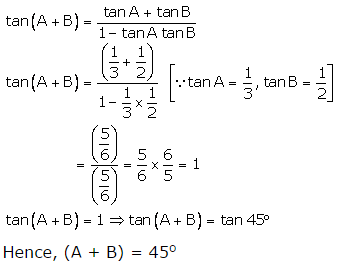 tan(A + B) = (tan A + tan B) / (1 − tan A tan B)
tan(A + B) = (1/3 + 1/2) / (1 − 1/3 × 1/2) [∵ tan A = 1/3, tan B = 1/2]
= (5/6) / (5/6) = 5/6 × 6/5 = 1
tan(A + B) = 1 ⇒ tan(A + B) = tan 45°
Hence, (A + B) = 45°